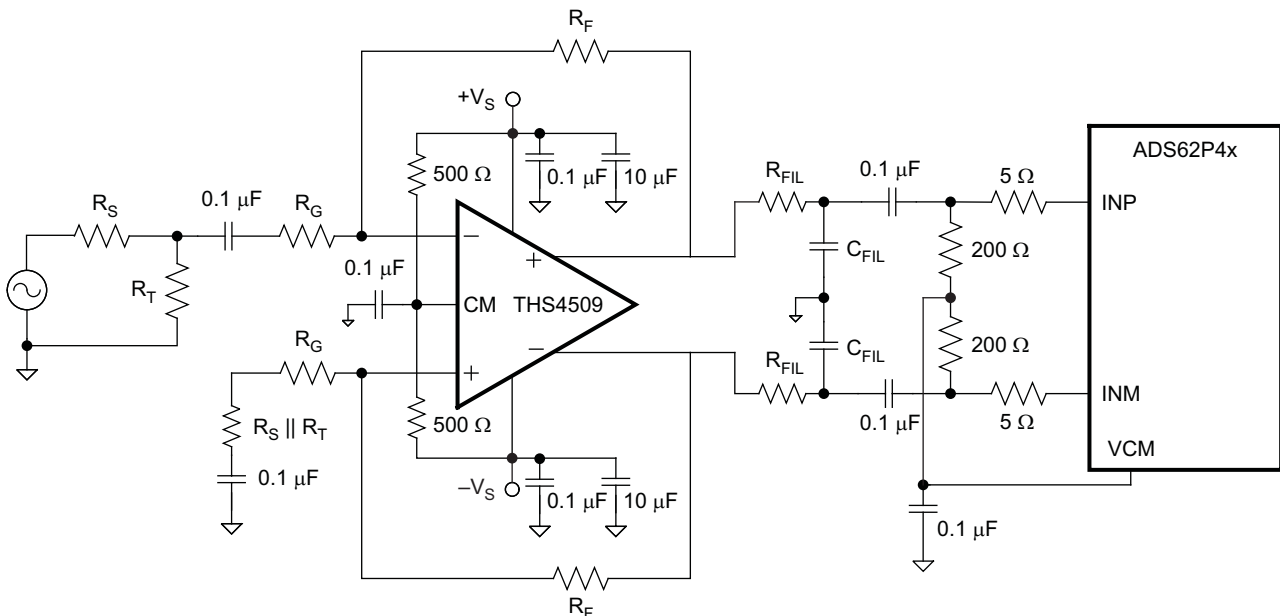 R_F
+V_S
500 Ω
0.1 μF
10 μF
ADS62P4x
R_FIL
0.1 μF
5 Ω
INP
R_S
0.1 μF
R_G
−
+
0.1 μF
C_FIL
200 Ω
R_T
CM
THS4509
R_G
+
−
C_FIL
200 Ω
R_FIL
R_S || R_T
500 Ω
0.1 μF
5 Ω
INM
0.1 μF
−V_S
0.1 μF
10 μF
VCM
0.1 μF
R_F